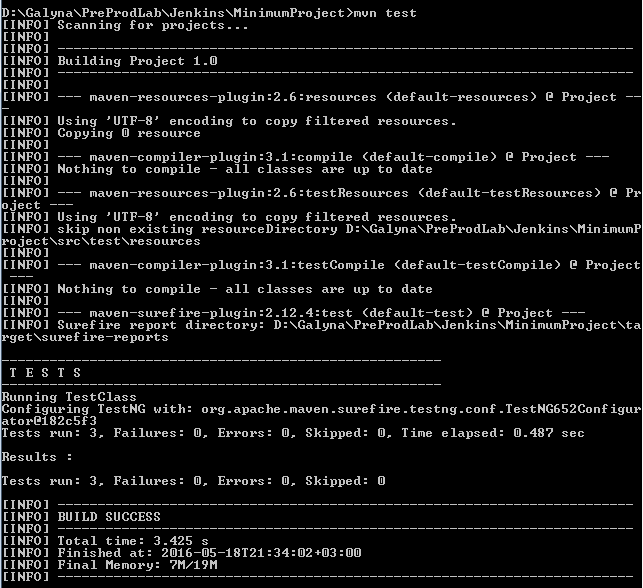 D:\Galyna\PreProdLab\Jenkins\MinimumProject>mvn test
[INFO] Scanning for projects...
[INFO]
[INFO] ------------------------------------------------------------------------
[INFO] Building Project 1.0
[INFO] ------------------------------------------------------------------------
[INFO]
[INFO] --- maven-resources-plugin:2.6:resources (default-resources) @ Project --
-
[INFO] Using 'UTF-8' encoding to copy filtered resources.
[INFO] Copying 0 resource
[INFO]
[INFO] --- maven-compiler-plugin:3.1:compile (default-compile) @ Project ---
[INFO] Nothing to compile - all classes are up to date
[INFO]
[INFO] --- maven-resources-plugin:2.6:testResources (default-testResources) @ Pr
oject ---
[INFO] Using 'UTF-8' encoding to copy filtered resources.
[INFO] skip non existing resourceDirectory D:\Galyna\PreProdLab\Jenkins\MinimumP
roject\src\test\resources
[INFO]
[INFO] --- maven-compiler-plugin:3.1:testCompile (default-testCompile) @ Project
 ---
[INFO] Nothing to compile - all classes are up to date
[INFO]
[INFO] --- maven-surefire-plugin:2.12.4:test (default-test) @ Project ---
[INFO] Surefire report directory: D:\Galyna\PreProdLab\Jenkins\MinimumProject\ta
rget\surefire-reports
-------------------------------------------------------
 T E S T S
-------------------------------------------------------
Running TestClass
Configuring TestNG with: org.apache.maven.surefire.testng.conf.TestNG652Configur
ator@182c5f3
Tests run: 3, Failures: 0, Errors: 0, Skipped: 0, Time elapsed: 0.487 sec
Results :
Tests run: 3, Failures: 0, Errors: 0, Skipped: 0
[INFO] ------------------------------------------------------------------------
[INFO] BUILD SUCCESS
[INFO] ------------------------------------------------------------------------
[INFO] Total time: 3.425 s
[INFO] Finished at: 2016-05-18T21:34:02+03:00
[INFO] Final Memory: 7M/19M
[INFO] ------------------------------------------------------------------------